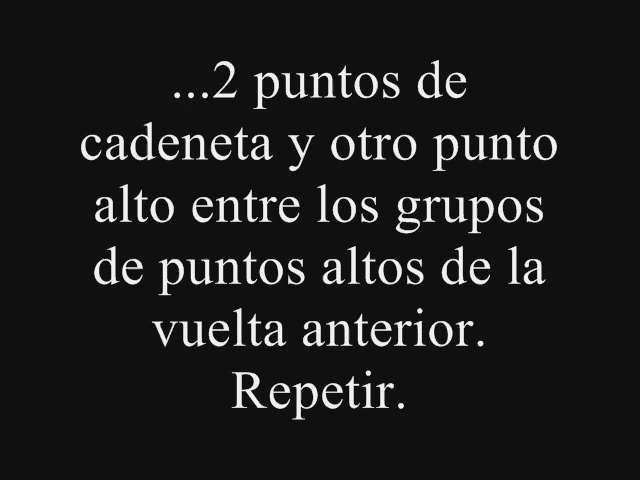 ...2 puntos de
cadeneta y otro punto
alto entre los grupos
de puntos altos de la
vuelta anterior.
Repetir.